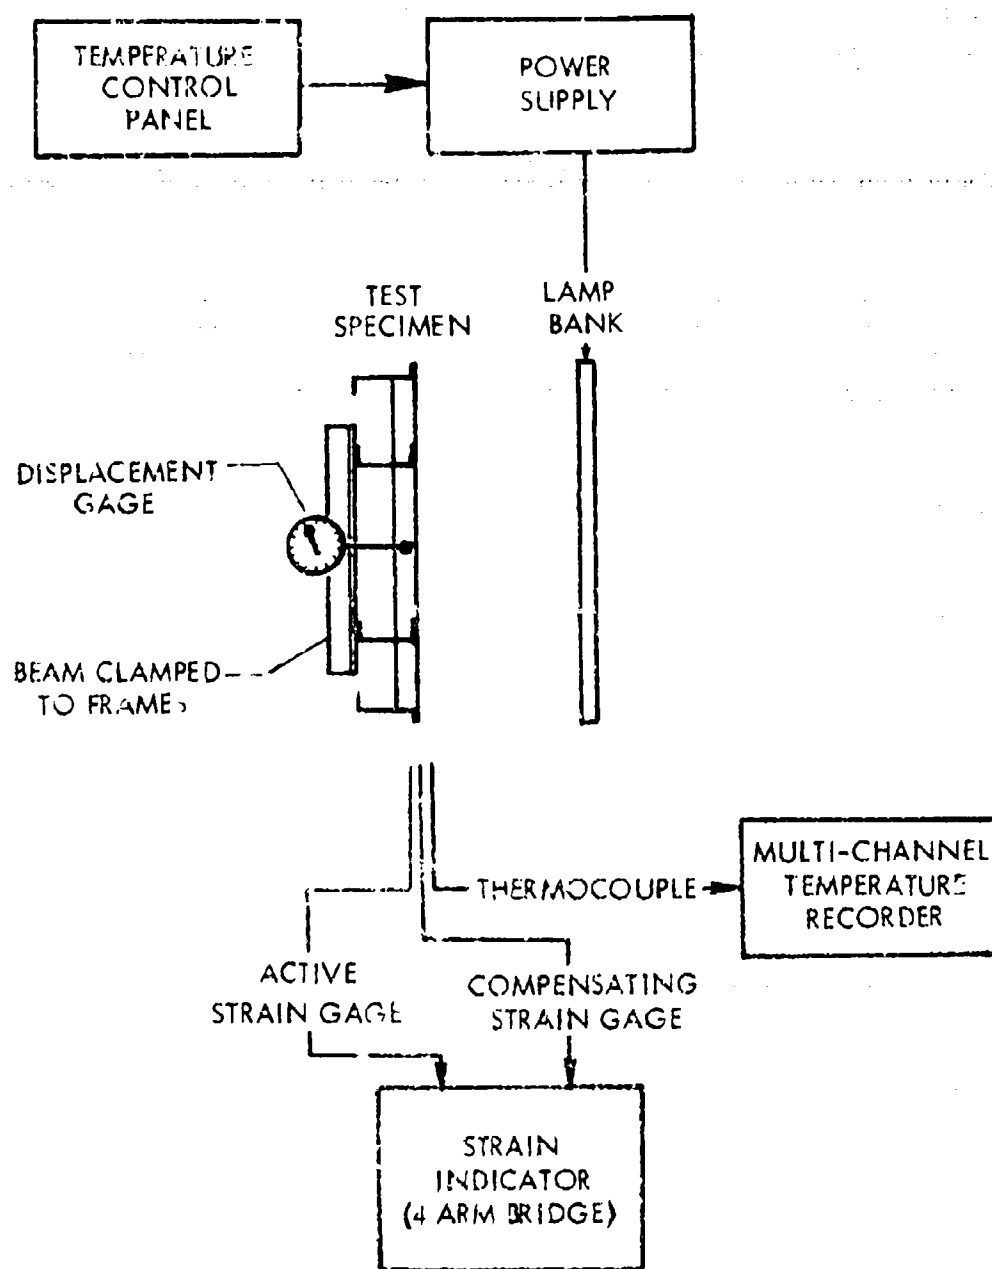 TEMPERATURE
CONTROL
PANEL
POWER
SUPPLY
TEST
SPECIMEN
LAMP
BANK
DISPLACEMENT
GAGE
BEAM CLAMPED
TO FRAMES
MULTI-CHANNEL
TEMPERATURE
RECORDER
THERMOCOUPLE
ACTIVE
STRAIN GAGE
COMPENSATING
STRAIN GAGE
STRAIN
INDICATOR
(4 ARM BRIDGE)